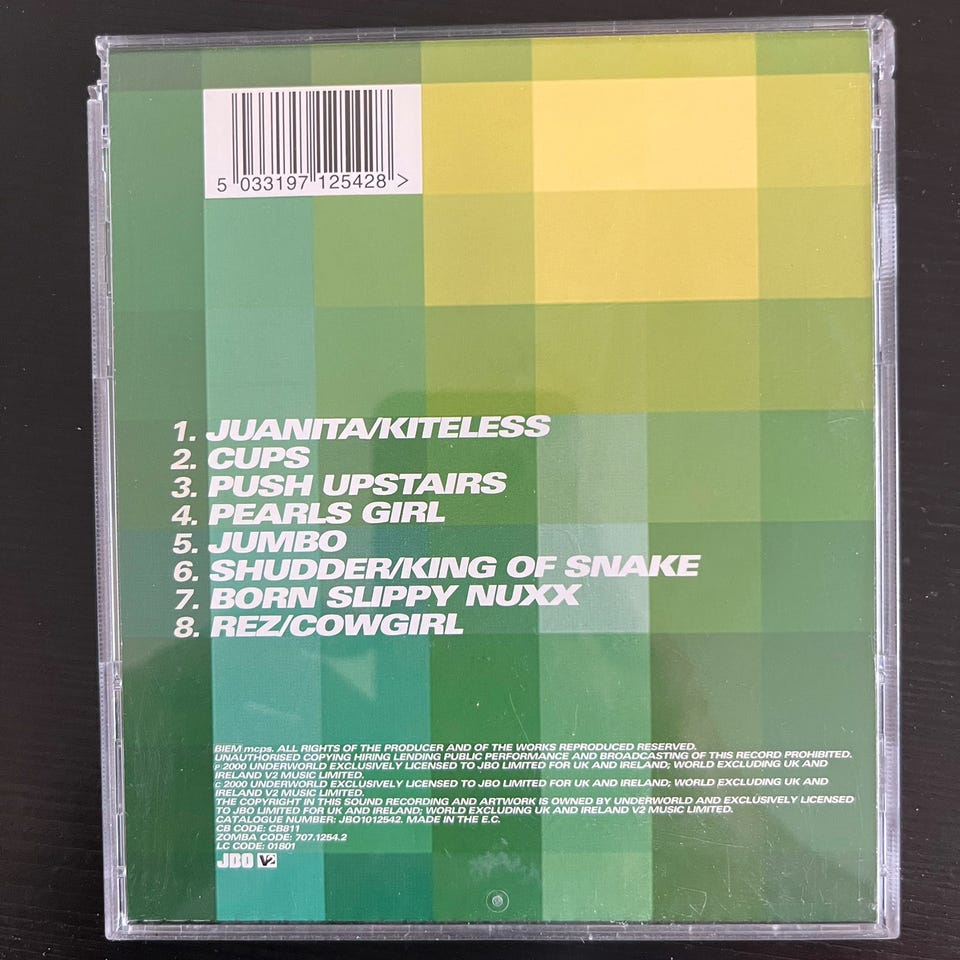 5 033197 125428 >
1. JUANITA/KITELESS
2. CUPS
3. PUSH UPSTAIRS
4. PEARLS GIRL
5. JUMBO
6. SHUDDER/KING OF SNAKE
7. BORN SLIPPY NUXX
8. REZ/COWGIRL
BIEM mcps. ALL RIGHTS OF THE PRODUCER AND OF THE WORKS REPRODUCED RESERVED.
UNAUTHORISED COPYING HIRING LENDING PUBLIC PERFORMANCE AND BROADCASTING OF THIS RECORD PROHIBITED.
℗ 2000 UNDERWORLD EXCLUSIVELY LICENSED TO JBO LIMITED FOR UK AND IRELAND; WORLD EXCLUDING UK AND
IRELAND V2 MUSIC LIMITED.
© 2000 UNDERWORLD EXCLUSIVELY LICENSED TO JBO LIMITED FOR UK AND IRELAND; WORLD EXCLUDING UK AND
IRELAND V2 MUSIC LIMITED.
THE COPYRIGHT IN THIS SOUND RECORDING AND ARTWORK IS OWNED BY UNDERWORLD AND EXCLUSIVELY LICENSED
TO JBO LIMITED FOR UK AND IRELAND; WORLD EXCLUDING UK AND IRELAND V2 MUSIC LIMITED.
CATALOGUE NUMBER: JBO1012542. MADE IN THE E.C.
CB CODE: CB811
ZOMBA CODE: 707.1254.2
LC CODE: 01801
JBO V2